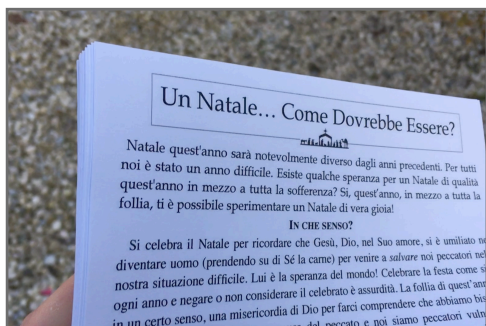 Un Natale… Come Dovrebbe Essere?
Natale quest'anno sarà notevolmente diverso dagli anni precedenti. Per tutti
noi è stato un anno difficile. Esiste qualche speranza per un Natale di qualità
quest'anno in mezzo a tutta la sofferenza? Si, quest'anno, in mezzo a tutta la
follia, ti è possibile sperimentare un Natale di vera gioia!
IN CHE SENSO?
Si celebra il Natale per ricordare che Gesù, Dio, nel Suo amore, si è umiliato
diventare uomo (prendendo su di Sé la carne) per venire a salvare noi peccatori
nostra situazione difficile. Lui è la speranza del mondo! Celebrare la festa come
ogni anno e negare o non considerare il celebrato è assurdità. La follia di quest'
in un certo senso, una misericordia di Dio per farci comprendere che abbiamo
del peccato e noi siamo peccatori